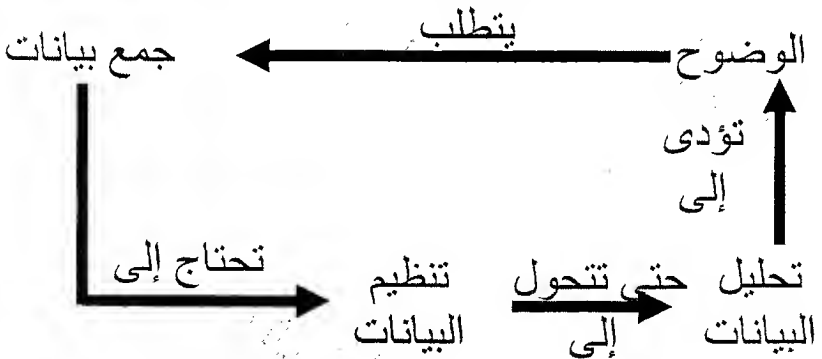 الوضوح
يتطلب
جمع بيانات
تحتاج إلى
تنظيم
البيانات
حتى تتحول
إلى
تحليل
البيانات
تؤدى
إلى